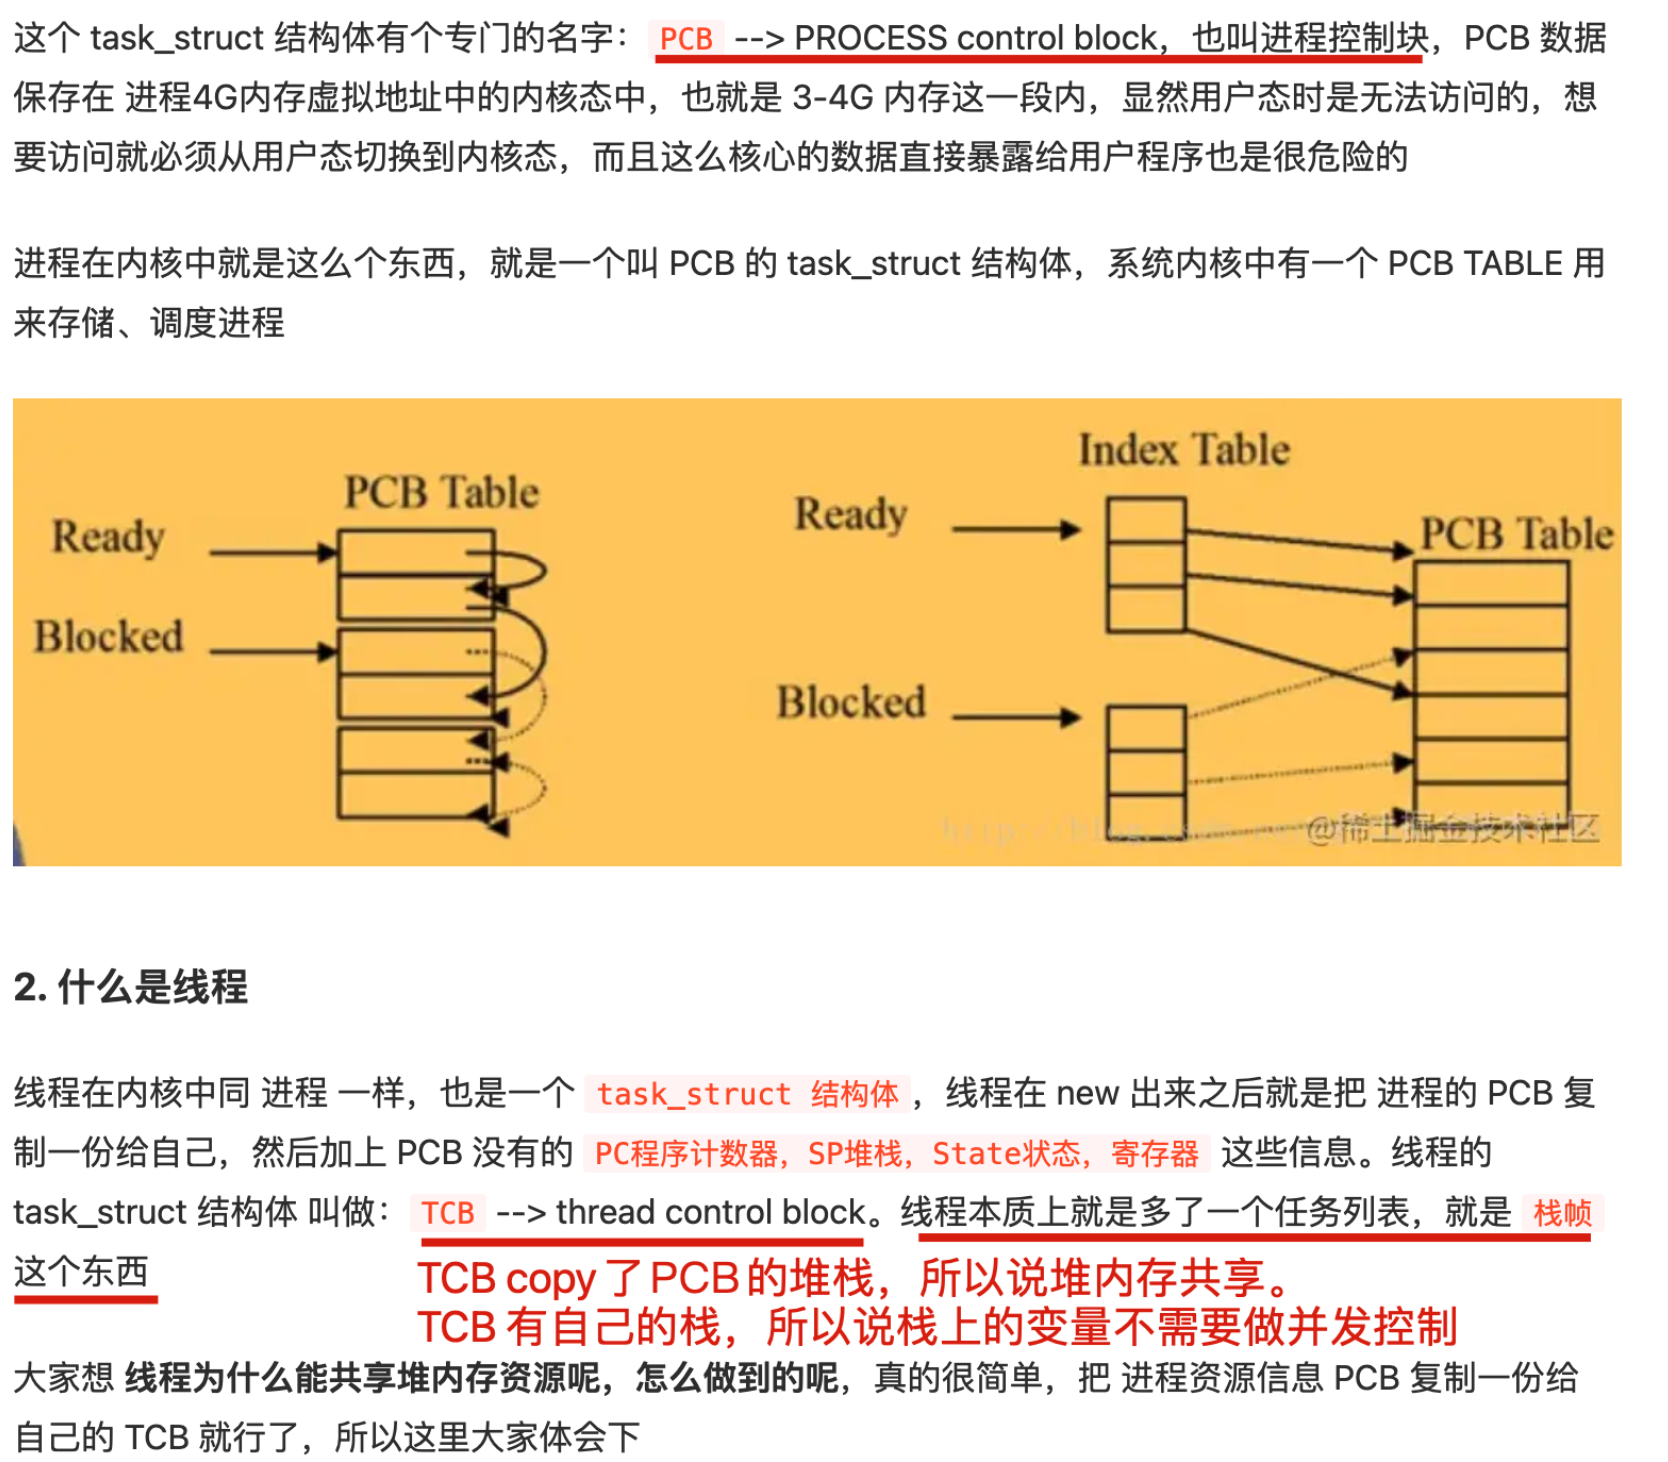 这个 task_struct 结构体有个专门的名字： PCB --> PROCESS control block，也叫进程控制块，PCB 数据
保存在 进程4G内存虚拟地址中的内核态中，也就是 3-4G 内存这一段内，显然用户态时是无法访问的，想
要访问就必须从用户态切换到内核态，而且这么核心的数据直接暴露给用户程序也是很危险的
进程在内核中就是这么个东西，就是一个叫 PCB 的 task_struct 结构体，系统内核中有一个 PCB TABLE 用
来存储、调度进程
PCB Table
Ready
Blocked
Index Table
Ready
PCB Table
Blocked
@稀土掘金技术社区
2. 什么是线程
线程在内核中同 进程 一样，也是一个 task_struct 结构体 ，线程在 new 出来之后就是把 进程的 PCB 复
制一份给自己，然后加上 PCB 没有的 PC程序计数器，SP堆栈，State状态，寄存器 这些信息。线程的
task_struct 结构体 叫做： TCB --> thread control block。线程本质上就是多了一个任务列表，就是 栈帧
这个东西
TCB copy了PCB的堆栈，所以说堆内存共享。
TCB 有自己的栈，所以说栈上的变量不需要做并发控制
大家想 线程为什么能共享堆内存资源呢，怎么做到的呢，真的很简单，把 进程资源信息 PCB 复制一份给
自己的 TCB 就行了，所以这里大家体会下